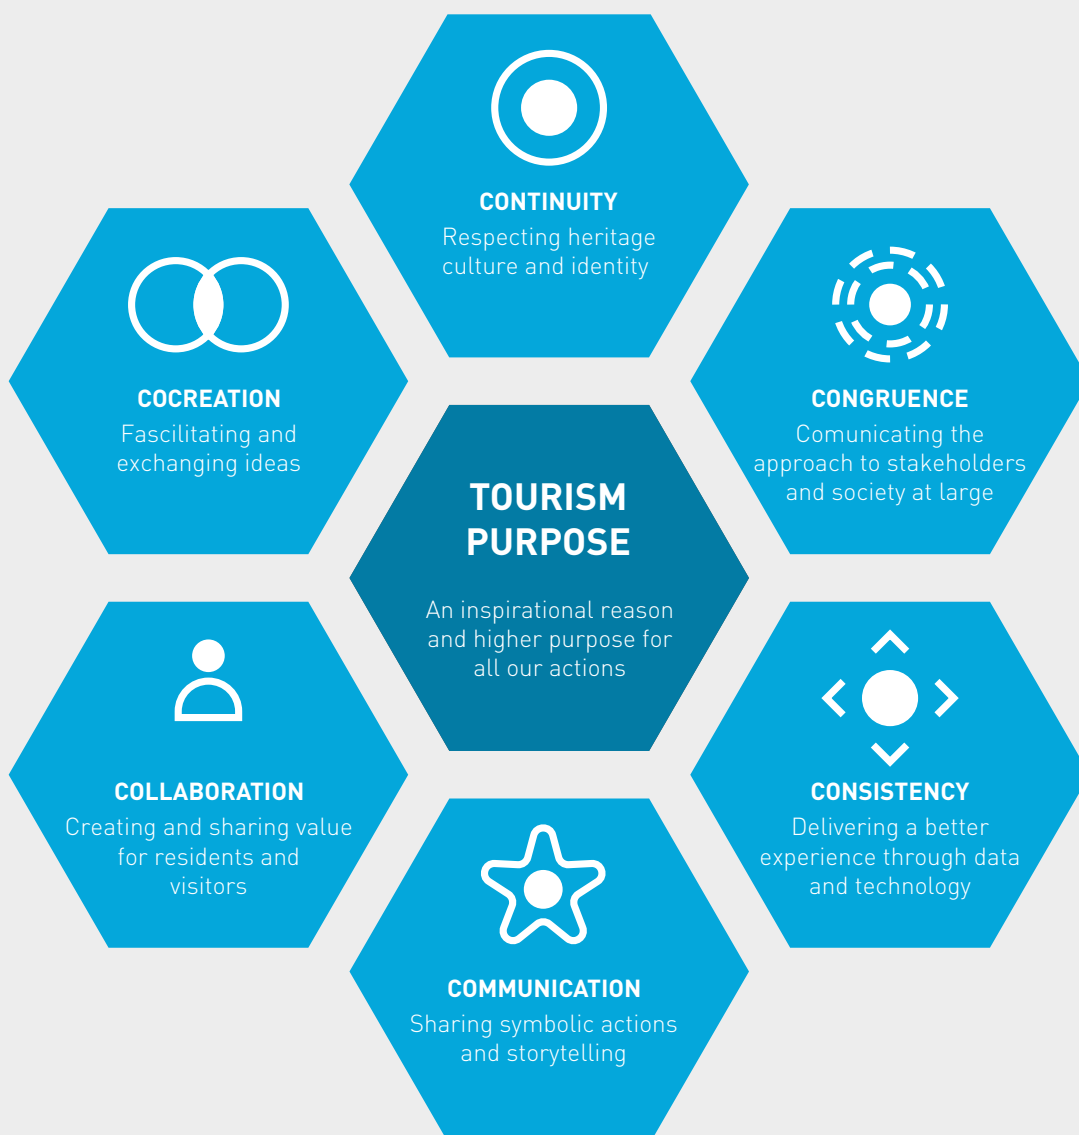 CONTINUITY
Respecting heritage
culture and identity
COCREATION
Fascilitating and
exchanging ideas
CONGRUENCE
Comunicating the
approach to stakeholders
and society at large
TOURISM
PURPOSE
An inspirational reason
and higher purpose for
all our actions
COLLABORATION
Creating and sharing value
for residents and
visitors
CONSISTENCY
Delivering a better
experience through data
and technology
COMMUNICATION
Sharing symbolic actions
and storytelling